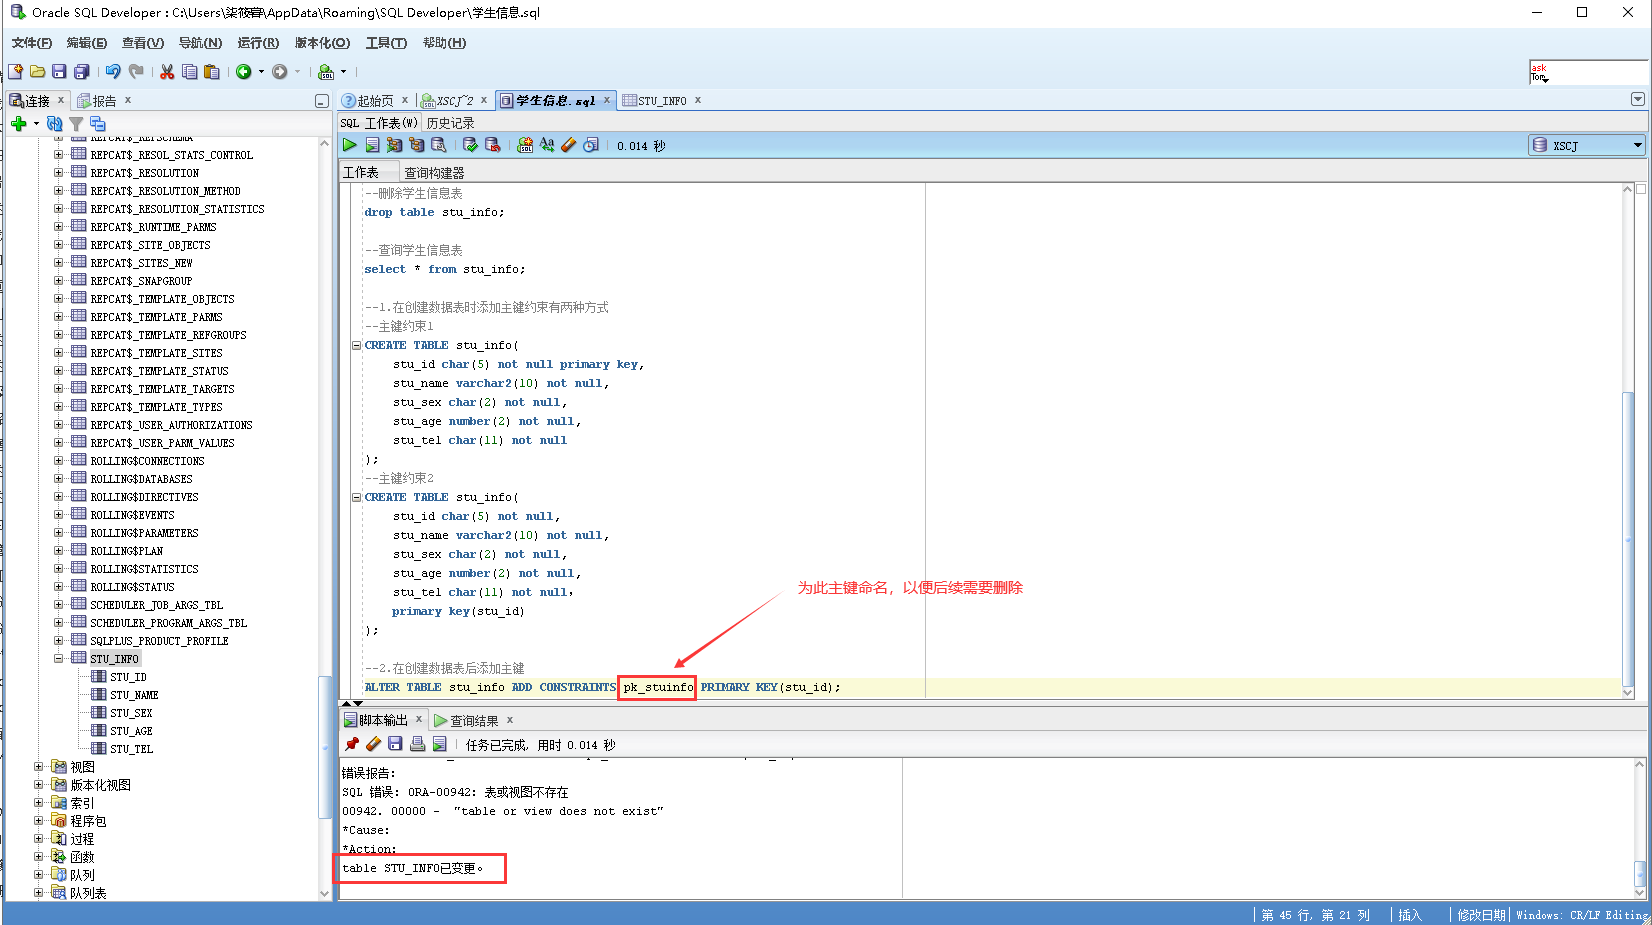 Oracle SQL Developer : C:\Users\柒筱暮\AppData\Roaming\SQL Developer\学生信息.sql
文件(F) 编辑(E) 查看(V) 导航(N) 运行(R) 版本化(O) 工具(T) 帮助(H)
ask
Tom
连接 x 报告 x
起始页 x XSCJ~2 x 学生信息.sql x STU_INFO x
SQL 工作表(W) 历史记录
0.014 秒
XSCJ
工作表 查询构建器
REPCAT$_REFSCHEMA
REPCAT$_RESOL_STATS_CONTROL
REPCAT$_RESOLUTION
REPCAT$_RESOLUTION_METHOD
REPCAT$_RESOLUTION_STATISTICS
REPCAT$_RUNTIME_PARMS
REPCAT$_SITE_OBJECTS
REPCAT$_SITES_NEW
REPCAT$_SNAPGROUP
REPCAT$_TEMPLATE_OBJECTS
REPCAT$_TEMPLATE_PARMS
REPCAT$_TEMPLATE_REFGROUPS
REPCAT$_TEMPLATE_SITES
REPCAT$_TEMPLATE_STATUS
REPCAT$_TEMPLATE_TARGETS
REPCAT$_TEMPLATE_TYPES
REPCAT$_USER_AUTHORIZATIONS
REPCAT$_USER_PARM_VALUES
ROLLING$CONNECTIONS
ROLLING$DATABASES
ROLLING$DIRECTIVES
ROLLING$EVENTS
ROLLING$PARAMETERS
ROLLING$PLAN
ROLLING$STATISTICS
ROLLING$STATUS
SCHEDULER_JOB_ARGS_TBL
SCHEDULER_PROGRAM_ARGS_TBL
SQLPLUS_PRODUCT_PROFILE
STU_INFO
STU_ID
STU_NAME
STU_SEX
STU_AGE
STU_TEL
视图
版本化视图
索引
程序包
过程
函数
队列
队列表
--删除学生信息表
drop table stu_info;
--查询学生信息表
select * from stu_info;
--1.在创建数据表时添加主键约束有两种方式
--主键约束1
CREATE TABLE stu_info(
stu_id char(5) not null primary key,
stu_name varchar2(10) not null,
stu_sex char(2) not null,
stu_age number(2) not null,
stu_tel char(11) not null
);
--主键约束2
CREATE TABLE stu_info(
stu_id char(5) not null,
stu_name varchar2(10) not null,
stu_sex char(2) not null,
stu_age number(2) not null,
stu_tel char(11) not null,
primary key(stu_id)
);
为此主键命名，以便后续需要删除
--2.在创建数据表后添加主键
ALTER TABLE stu_info ADD CONSTRAINTS pk_stuinfo PRIMARY KEY(stu_id);
脚本输出 x 查询结果 x
任务已完成, 用时 0.014 秒
错误报告:
SQL 错误: ORA-00942: 表或视图不存在
00942. 00000 -  "table or view does not exist"
*Cause:
*Action:
table STU_INFO已变更。
第 45 行, 第 21 列 插入 修改日期 Windows: CR/LF Editing